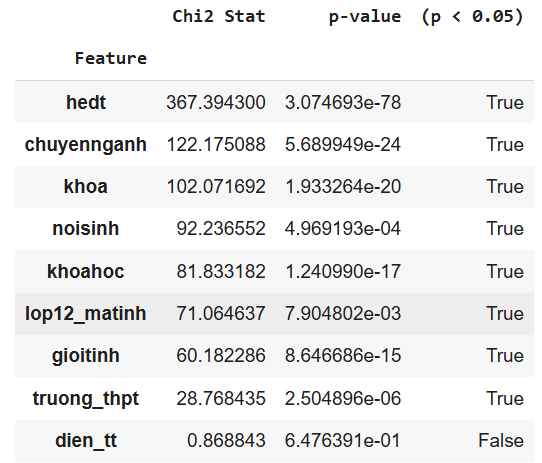 Chi2 Stat p-value (p < 0.05)
Feature
hedt 367.394300 3.074693e-78 True
chuyennganh 122.175088 5.689949e-24 True
khoa 102.071692 1.933264e-20 True
noisinh 92.236552 4.969193e-04 True
khoahoc 81.833182 1.240990e-17 True
lop12_matinh 71.064637 7.904802e-03 True
gioitinh 60.182286 8.646686e-15 True
truong_thpt 28.768435 2.504896e-06 True
dien_tt 0.868843 6.476391e-01 False